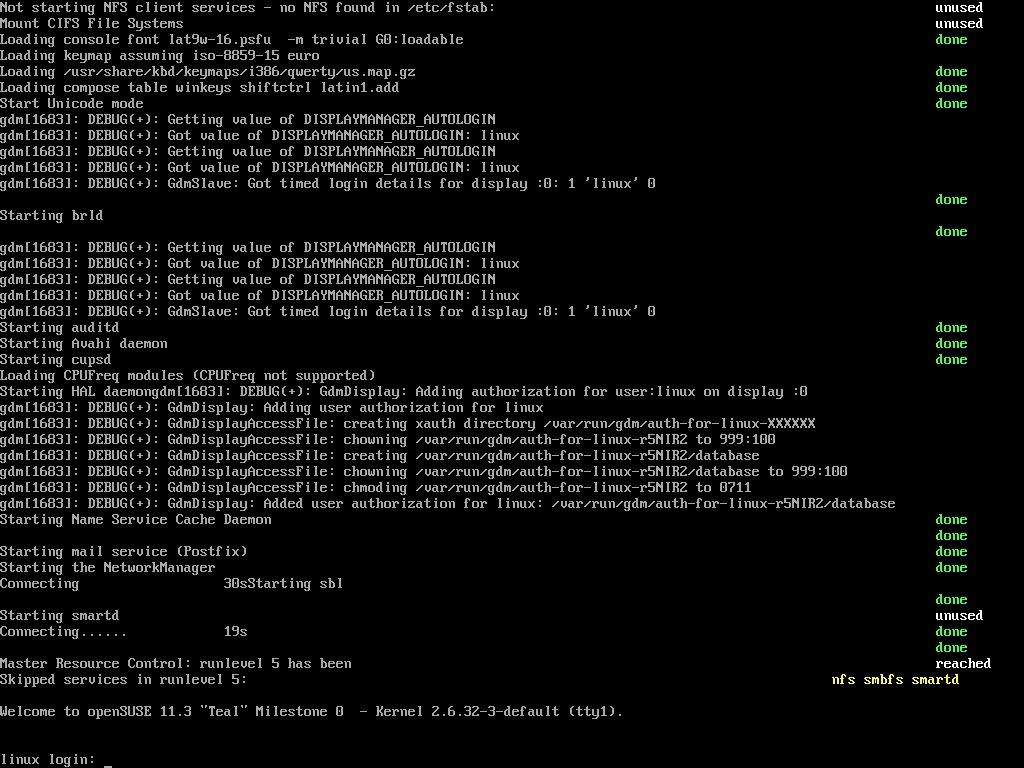 Not starting NFS client services - no NFS found in /etc/fstab: unused
Mount CIFS File Systems unused
Loading console font lat9w-16.psfu  -m trivial G0:loadable done
Loading keymap assuming iso-8859-15 euro
Loading /usr/share/kbd/keymaps/i386/qwerty/us.map.gz done
Loading compose table winkeys shiftctrl latin1.add done
Start Unicode mode done
gdm[1683]: DEBUG(+): Getting value of DISPLAYMANAGER_AUTOLOGIN
gdm[1683]: DEBUG(+): Got value of DISPLAYMANAGER_AUTOLOGIN: linux
gdm[1683]: DEBUG(+): Getting value of DISPLAYMANAGER_AUTOLOGIN
gdm[1683]: DEBUG(+): Got value of DISPLAYMANAGER_AUTOLOGIN: linux
gdm[1683]: DEBUG(+): GdmSlave: Got timed login details for display :0: 1 'linux' 0
done
Starting brld
done
gdm[1683]: DEBUG(+): Getting value of DISPLAYMANAGER_AUTOLOGIN
gdm[1683]: DEBUG(+): Got value of DISPLAYMANAGER_AUTOLOGIN: linux
gdm[1683]: DEBUG(+): Getting value of DISPLAYMANAGER_AUTOLOGIN
gdm[1683]: DEBUG(+): Got value of DISPLAYMANAGER_AUTOLOGIN: linux
gdm[1683]: DEBUG(+): GdmSlave: Got timed login details for display :0: 1 'linux' 0
Starting auditd done
Starting Avahi daemon done
Starting cupsd done
Loading CPUFreq modules (CPUFreq not supported)
Starting HAL daemongdm[1683]: DEBUG(+): GdmDisplay: Adding authorization for user:linux on display :0
gdm[1683]: DEBUG(+): GdmDisplay: Adding user authorization for linux
gdm[1683]: DEBUG(+): GdmDisplayAccessFile: creating xauth directory /var/run/gdm/auth-for-linux-XXXXXX
gdm[1683]: DEBUG(+): GdmDisplayAccessFile: chowning /var/run/gdm/auth-for-linux-r5NIR2 to 999:100
gdm[1683]: DEBUG(+): GdmDisplayAccessFile: creating /var/run/gdm/auth-for-linux-r5NIR2/database
gdm[1683]: DEBUG(+): GdmDisplayAccessFile: chowning /var/run/gdm/auth-for-linux-r5NIR2/database to 999:100
gdm[1683]: DEBUG(+): GdmDisplayAccessFile: chmoding /var/run/gdm/auth-for-linux-r5NIR2 to 0711
gdm[1683]: DEBUG(+): GdmDisplay: Added user authorization for linux: /var/run/gdm/auth-for-linux-r5NIR2/database
Starting Name Service Cache Daemon done
done
Starting mail service (Postfix) done
Starting the NetworkManager done
Connecting 30sStarting sbl
done
Starting smartd unused
Connecting...... 19s done
done
Master Resource Control: runlevel 5 has been reached
Skipped services in runlevel 5: nfs smbfs smartd
Welcome to openSUSE 11.3 "Teal" Milestone 0  - Kernel 2.6.32-3-default (tty1).
linux login: _